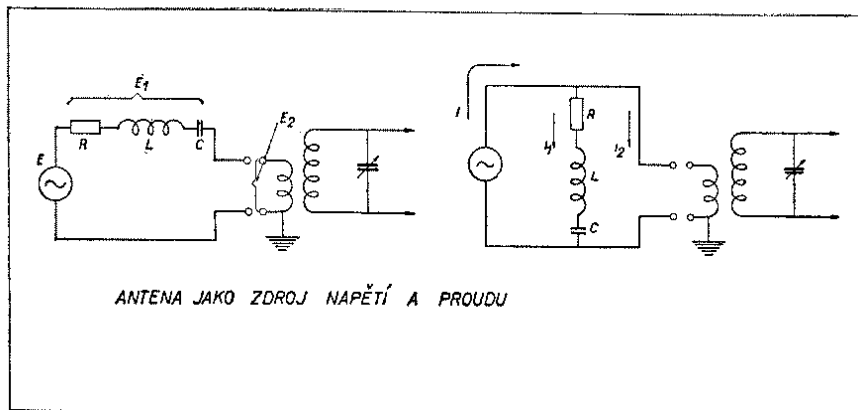 E₁
E₂
E
R
L
C
I
R
I₁
I₂
L
C
ANTENA JAKO ZDROJ NAPĚTÍ A PROUDU